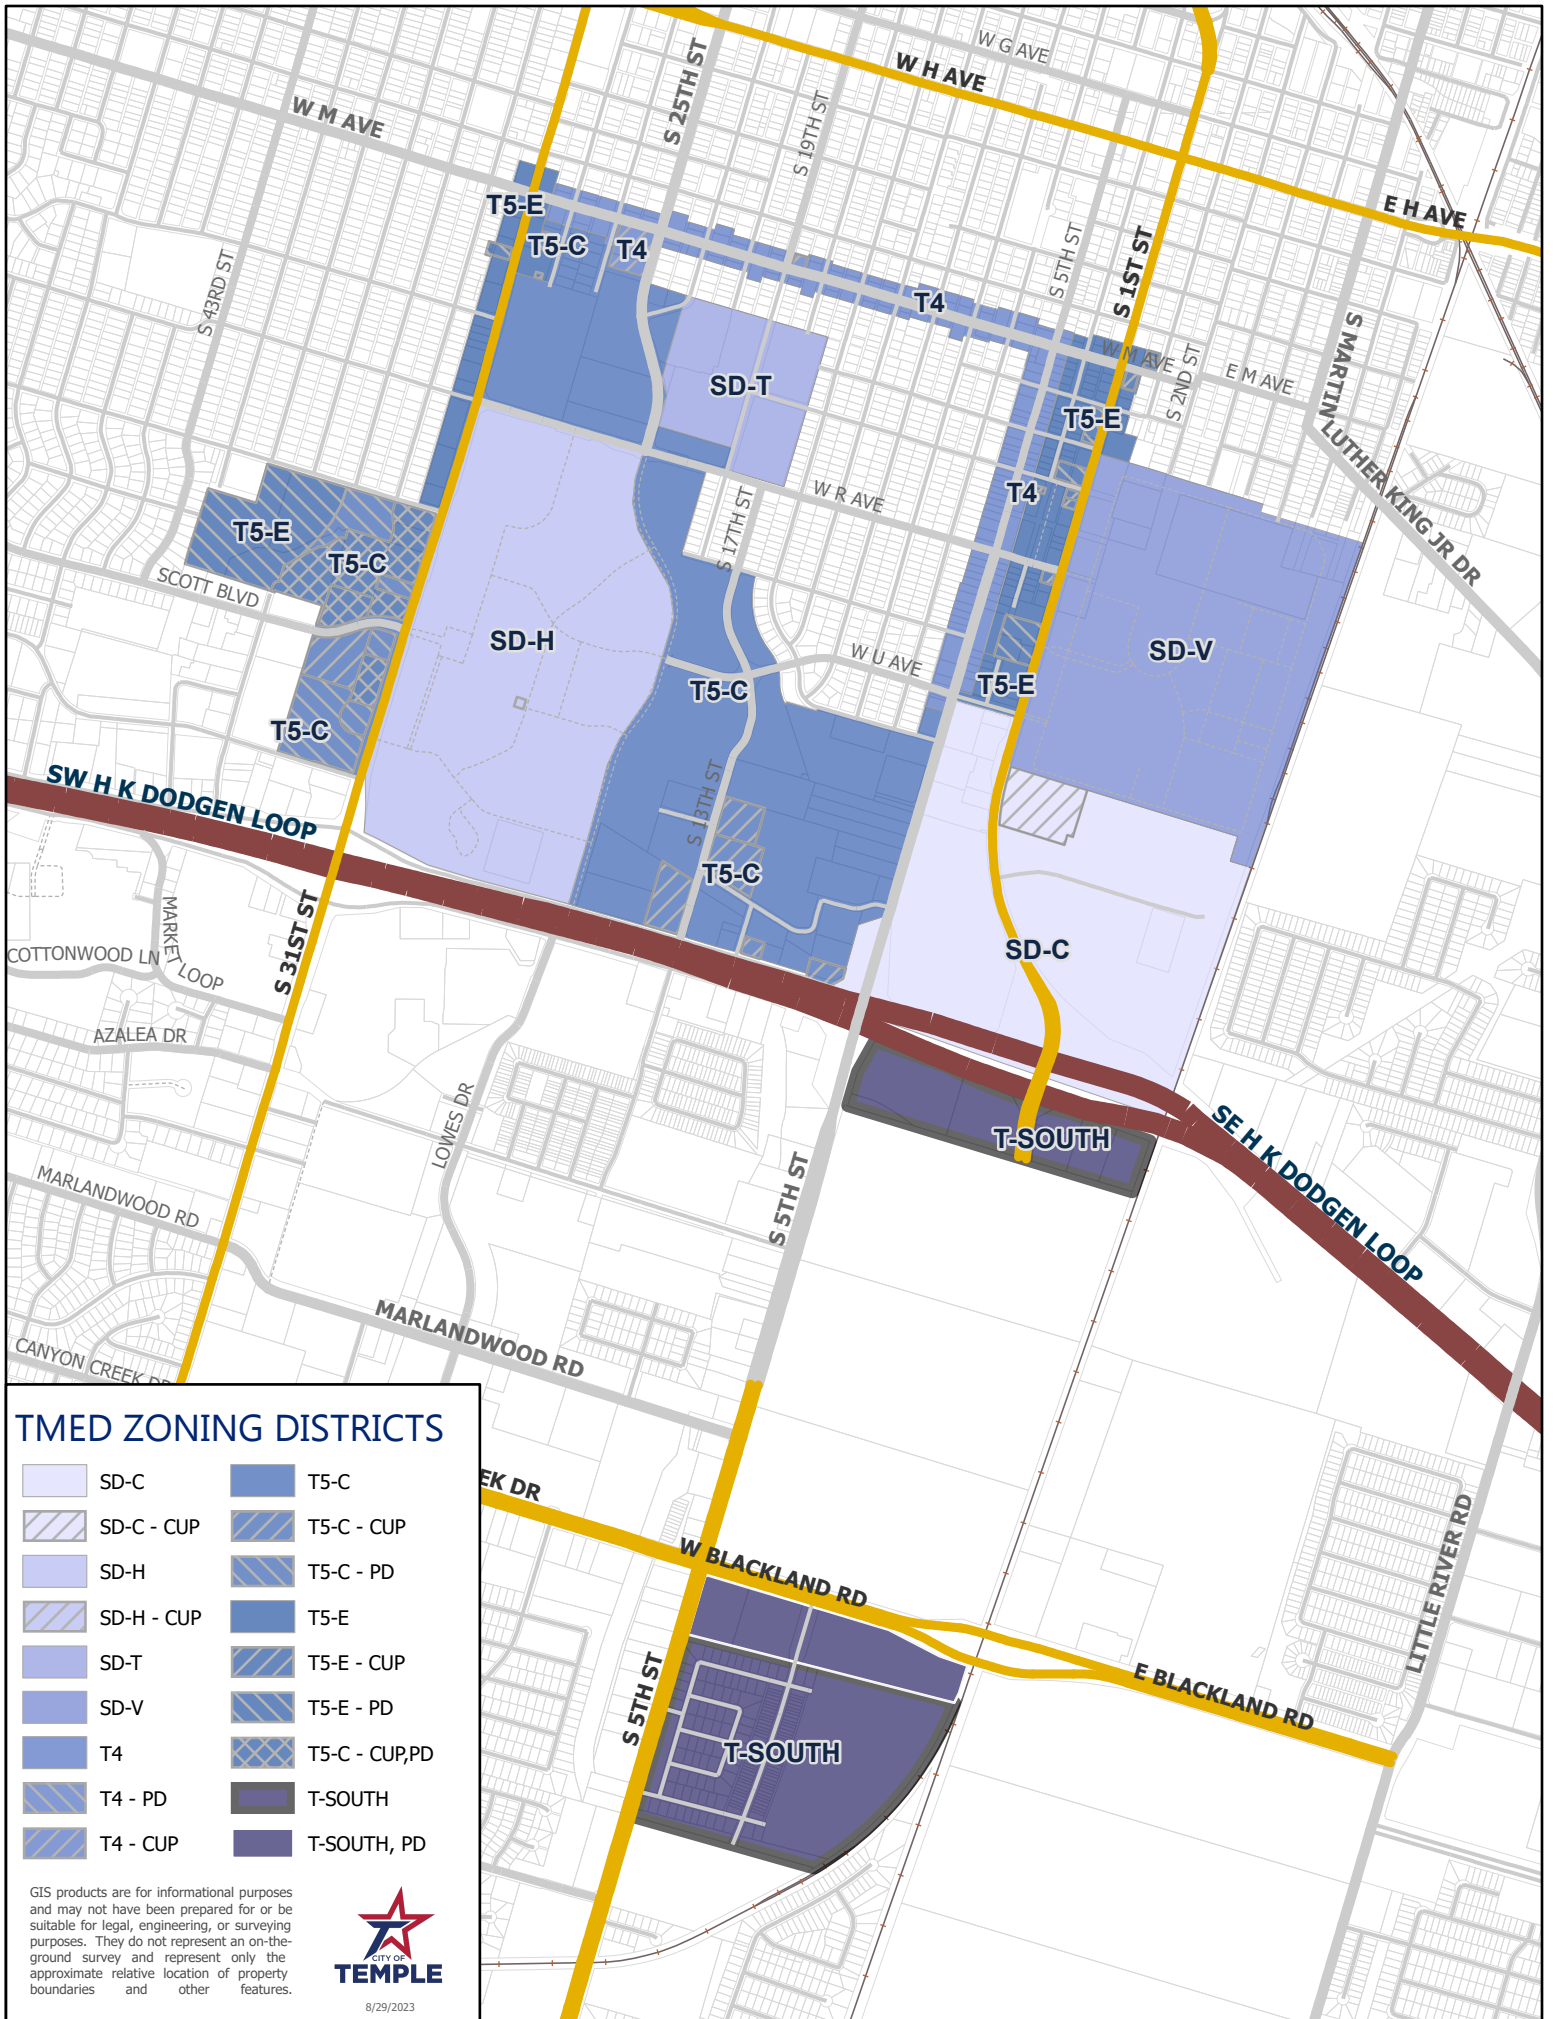 W G AVE
W H AVE
S 25TH ST
W M AVE
S 19TH ST
E H AVE
T5-E
T5-C
T4
S 5TH ST
S 1ST ST
S 43RD ST
T4
W M AVE
S 2ND ST
E M AVE
S MARTIN LUTHER KING JR DR
SD-T
T5-E
T4
W R AVE
S 17TH ST
T5-E
T5-C
SCOTT BLVD
SD-H
W U AVE
SD-V
T5-C
T5-E
T5-C
SW H K DODGEN LOOP
S 13TH ST
T5-C
S 31ST ST
MARKET LOOP
COTTONWOOD LN
SD-C
AZALEA DR
LOWES DR
T-SOUTH
SE H K DODGEN LOOP
S 5TH ST
MARLANDWOOD RD
MARLANDWOOD RD
CANYON CREEK DR
EK DR
W BLACKLAND RD
LITTLE RIVER RD
E BLACKLAND RD
S 5TH ST
T-SOUTH
TMED ZONING DISTRICTS
SD-C
SD-C - CUP
SD-H
SD-H - CUP
SD-T
SD-V
T4
T4 - PD
T4 - CUP
T5-C
T5-C - CUP
T5-C - PD
T5-E
T5-E - CUP
T5-E - PD
T5-C - CUP,PD
T-SOUTH
T-SOUTH, PD
GIS products are for informational purposes
and may not have been prepared for or be
suitable for legal, engineering, or surveying
purposes. They do not represent an on-the-
ground survey and represent only the
approximate relative location of property
boundaries and other features.
CITY OF
TEMPLE
8/29/2023